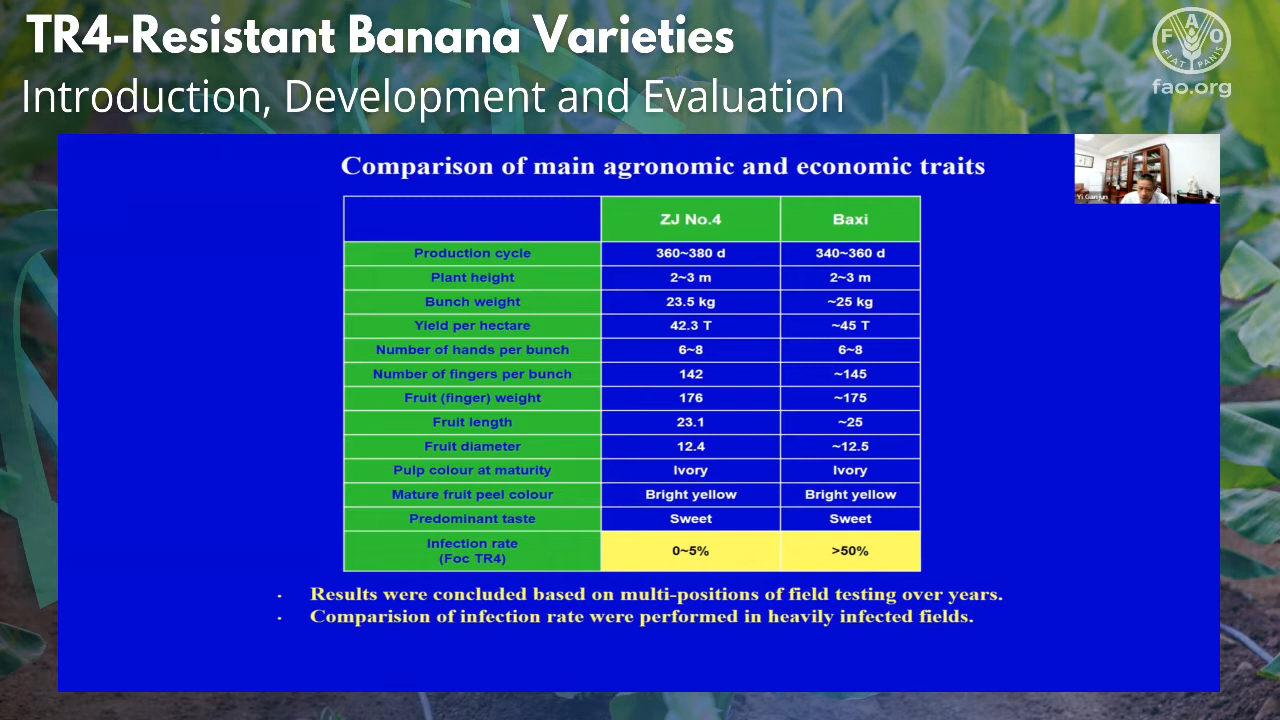 TR4-Resistant Banana Varieties
Introduction, Development and Evaluation
FAO
FIAT PANIS
fao.org
Comparison of main agronomic and economic traits
Yi Ganjun
ZJ No.4 Baxi
Production cycle 360~380 d 340~360 d
Plant height 2~3 m 2~3 m
Bunch weight 23.5 kg ~25 kg
Yield per hectare 42.3 T ~45 T
Number of hands per bunch 6~8 6~8
Number of fingers per bunch 142 ~145
Fruit (finger) weight 176 ~175
Fruit length 23.1 ~25
Fruit diameter 12.4 ~12.5
Pulp colour at maturity Ivory Ivory
Mature fruit peel colour Bright yellow Bright yellow
Predominant taste Sweet Sweet
Infection rate
(Foc TR4) 0~5% >50%
· Results were concluded based on multi-positions of field testing over years.
· Comparision of infection rate were performed in heavily infected fields.